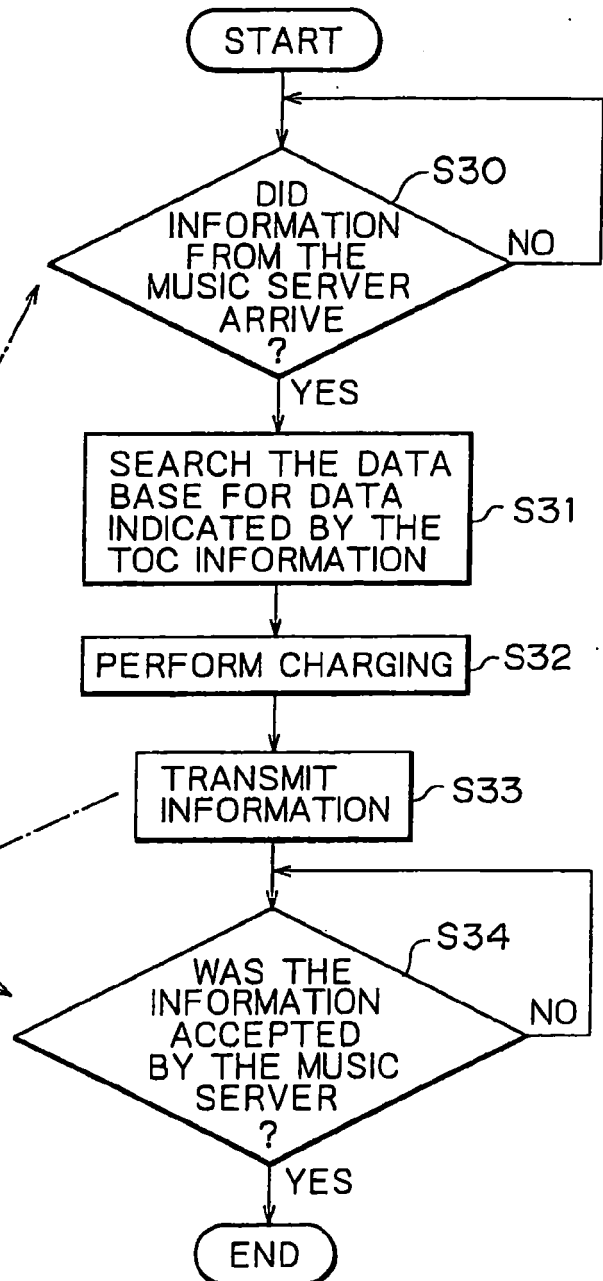 START
S30
DID
INFORMATION
FROM THE
MUSIC SERVER
ARRIVE
?
NO
YES
SEARCH THE DATA
BASE FOR DATA
INDICATED BY THE
TOC INFORMATION
S31
PERFORM CHARGING
S32
TRANSMIT
INFORMATION
S33
S34
WAS THE
INFORMATION
ACCEPTED
BY THE MUSIC
SERVER
?
NO
YES
END